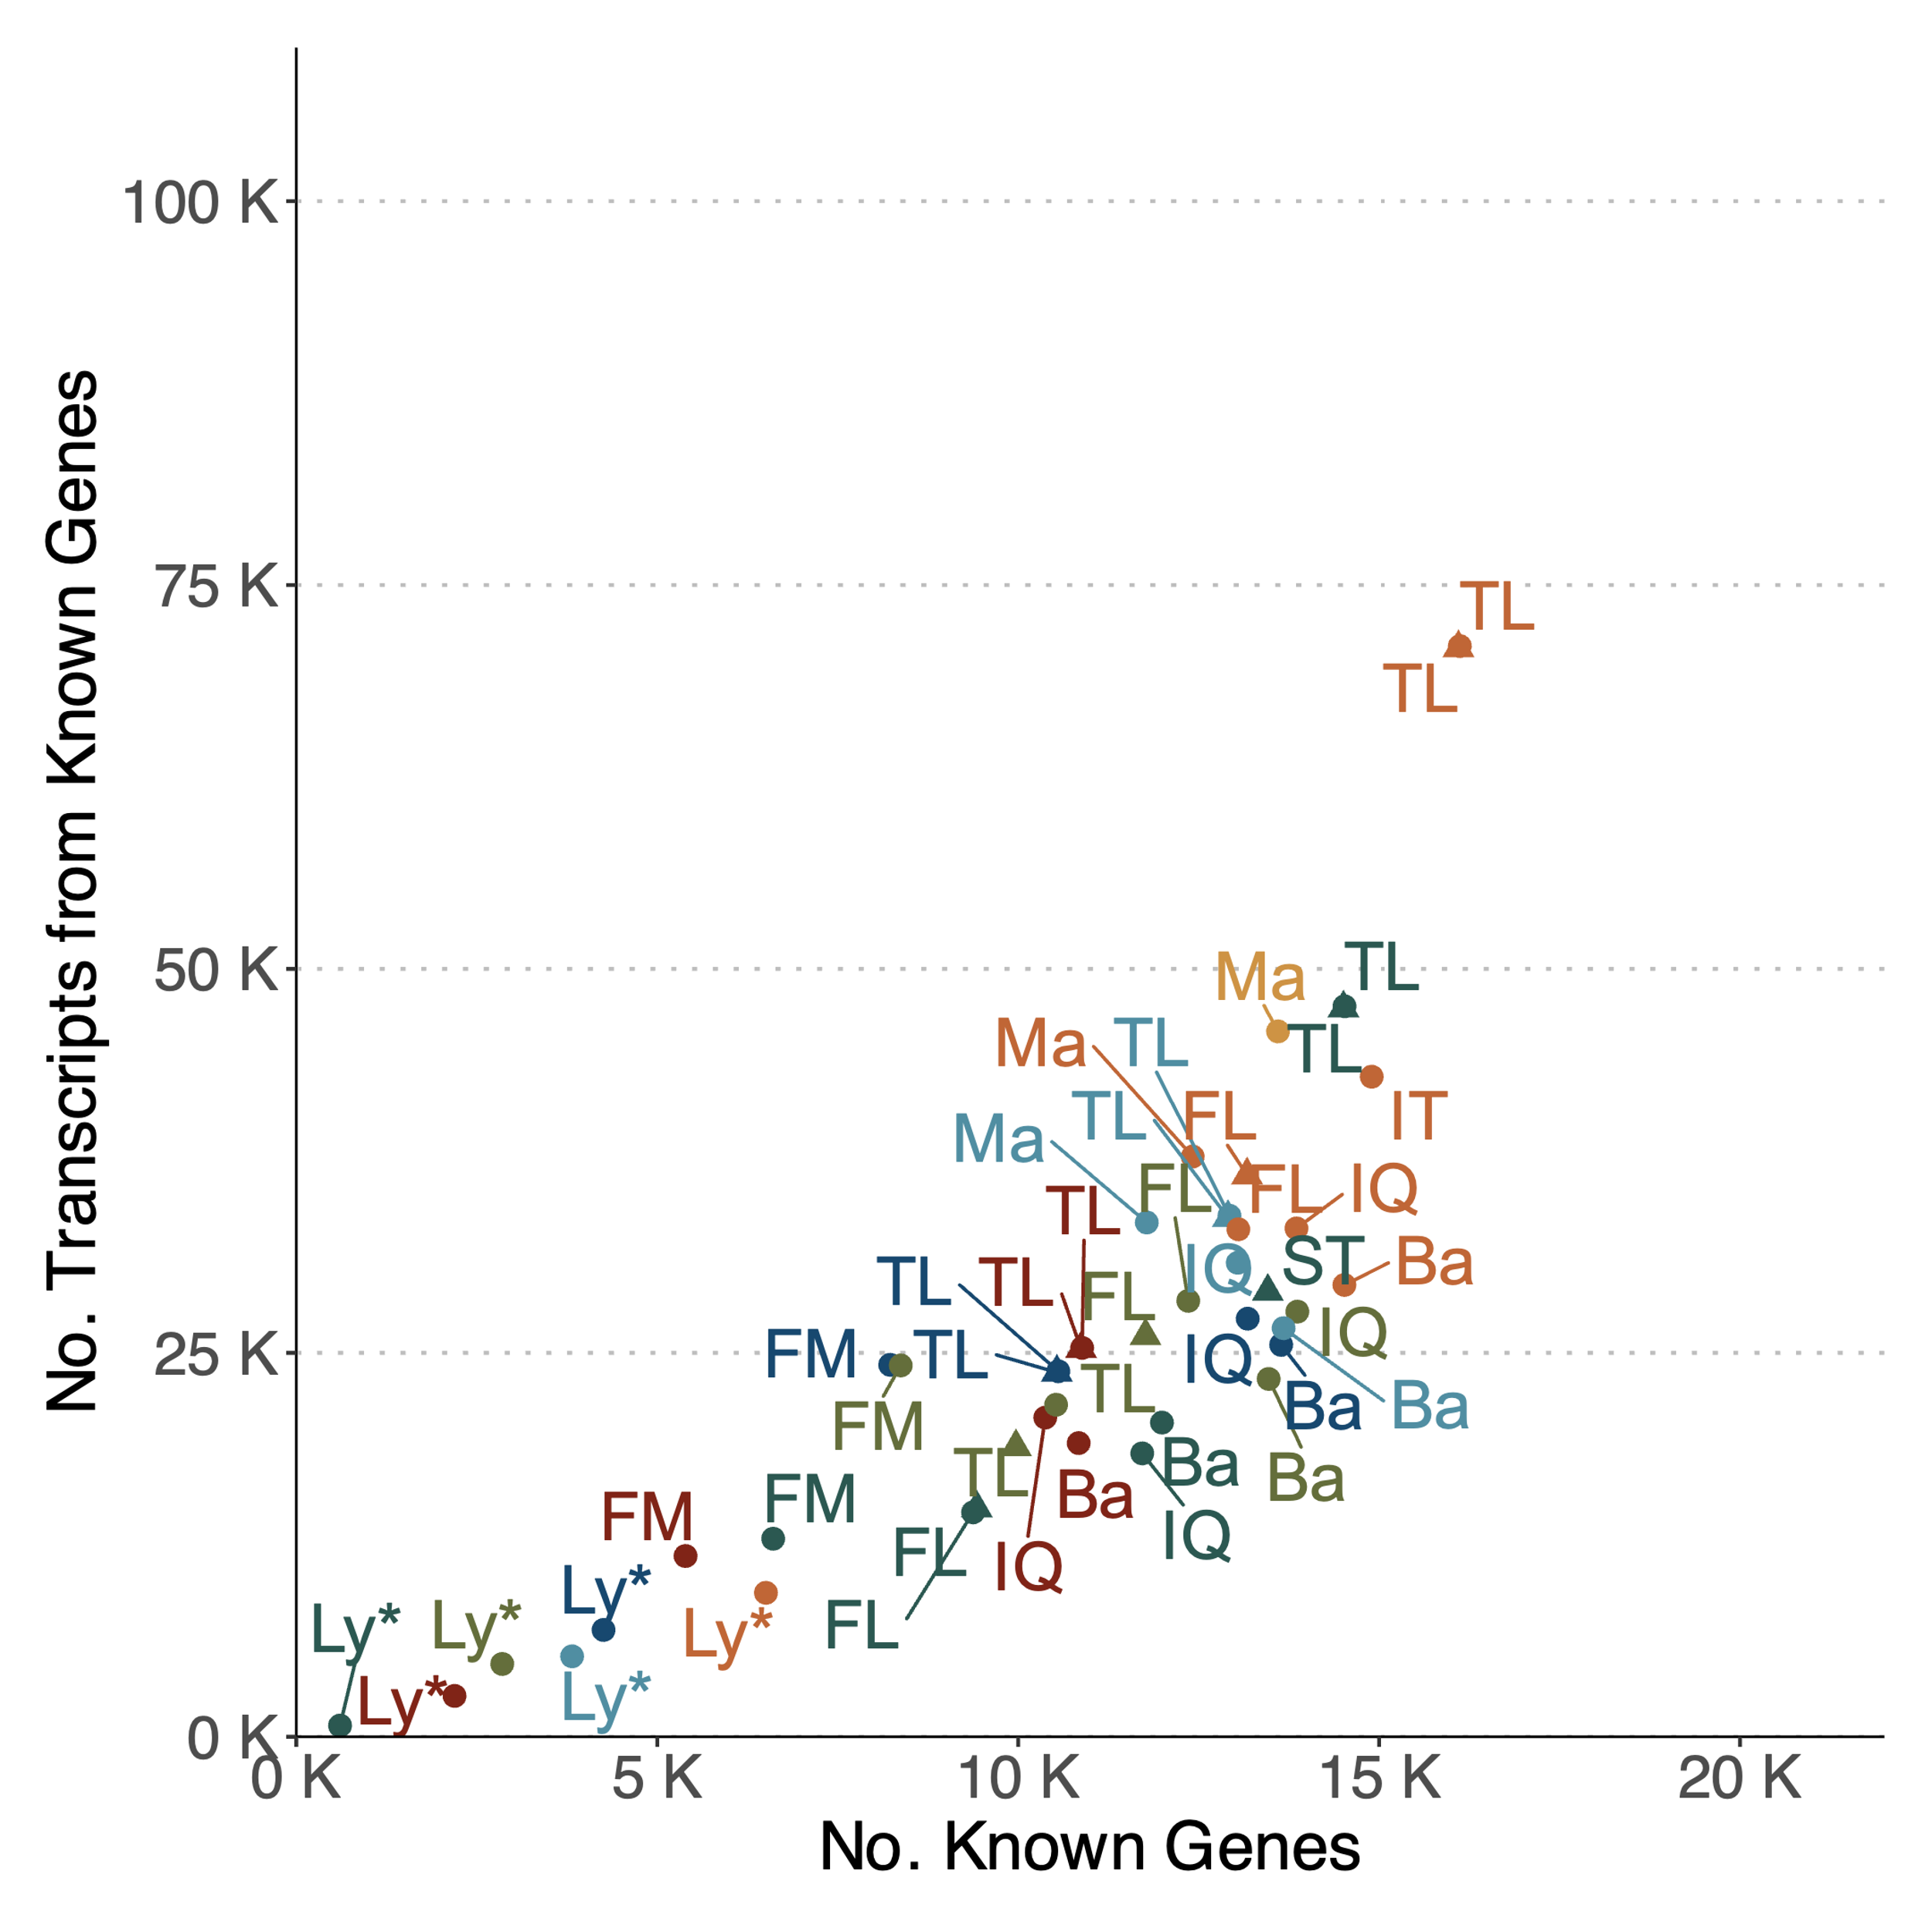 No. Transcripts from Known Genes
100 K
75 K
TL
TL
50 K
TL
Ma
Ma
TL
TL
TL
FL
IT
Ma
FL
FL
IQ
TL
IQ
ST
Ba
TL
TL
FL
IQ
25 K
FM
TL
IQ
TL
Ba
Ba
FM
TL
Ba
Ba
FM
FM
Ba
FL
IQ
IQ
Ly*
Ly*
Ly*
Ly*
FL
Ly*
Ly*
0 K
0 K
5 K
10 K
15 K
20 K
No. Known Genes